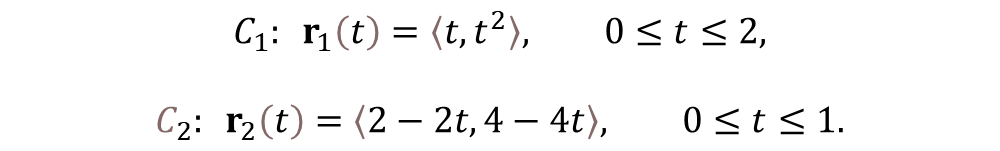 C₁: r₁(t) = ⟨t, t²⟩, 0 ≤ t ≤ 2,
C₂: r₂(t) = ⟨2 − 2t, 4 − 4t⟩, 0 ≤ t ≤ 1.